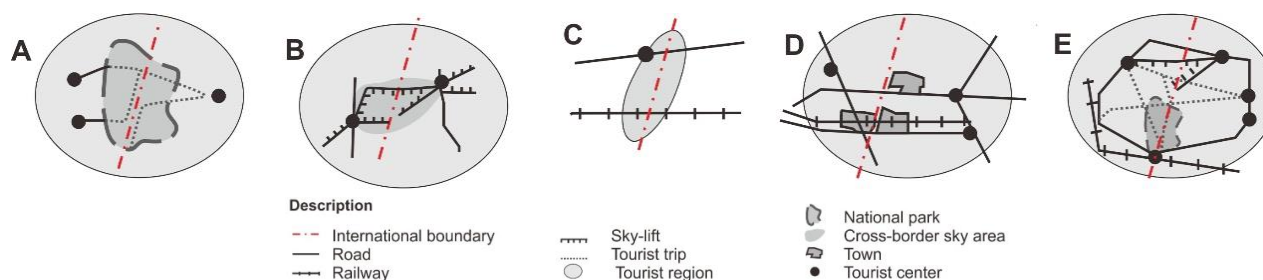 A
B
C
D
E
Description
International boundary
Road
Railway
Sky-lift
Tourist trip
Tourist region
National park
Cross-border sky area
Town
Tourist center